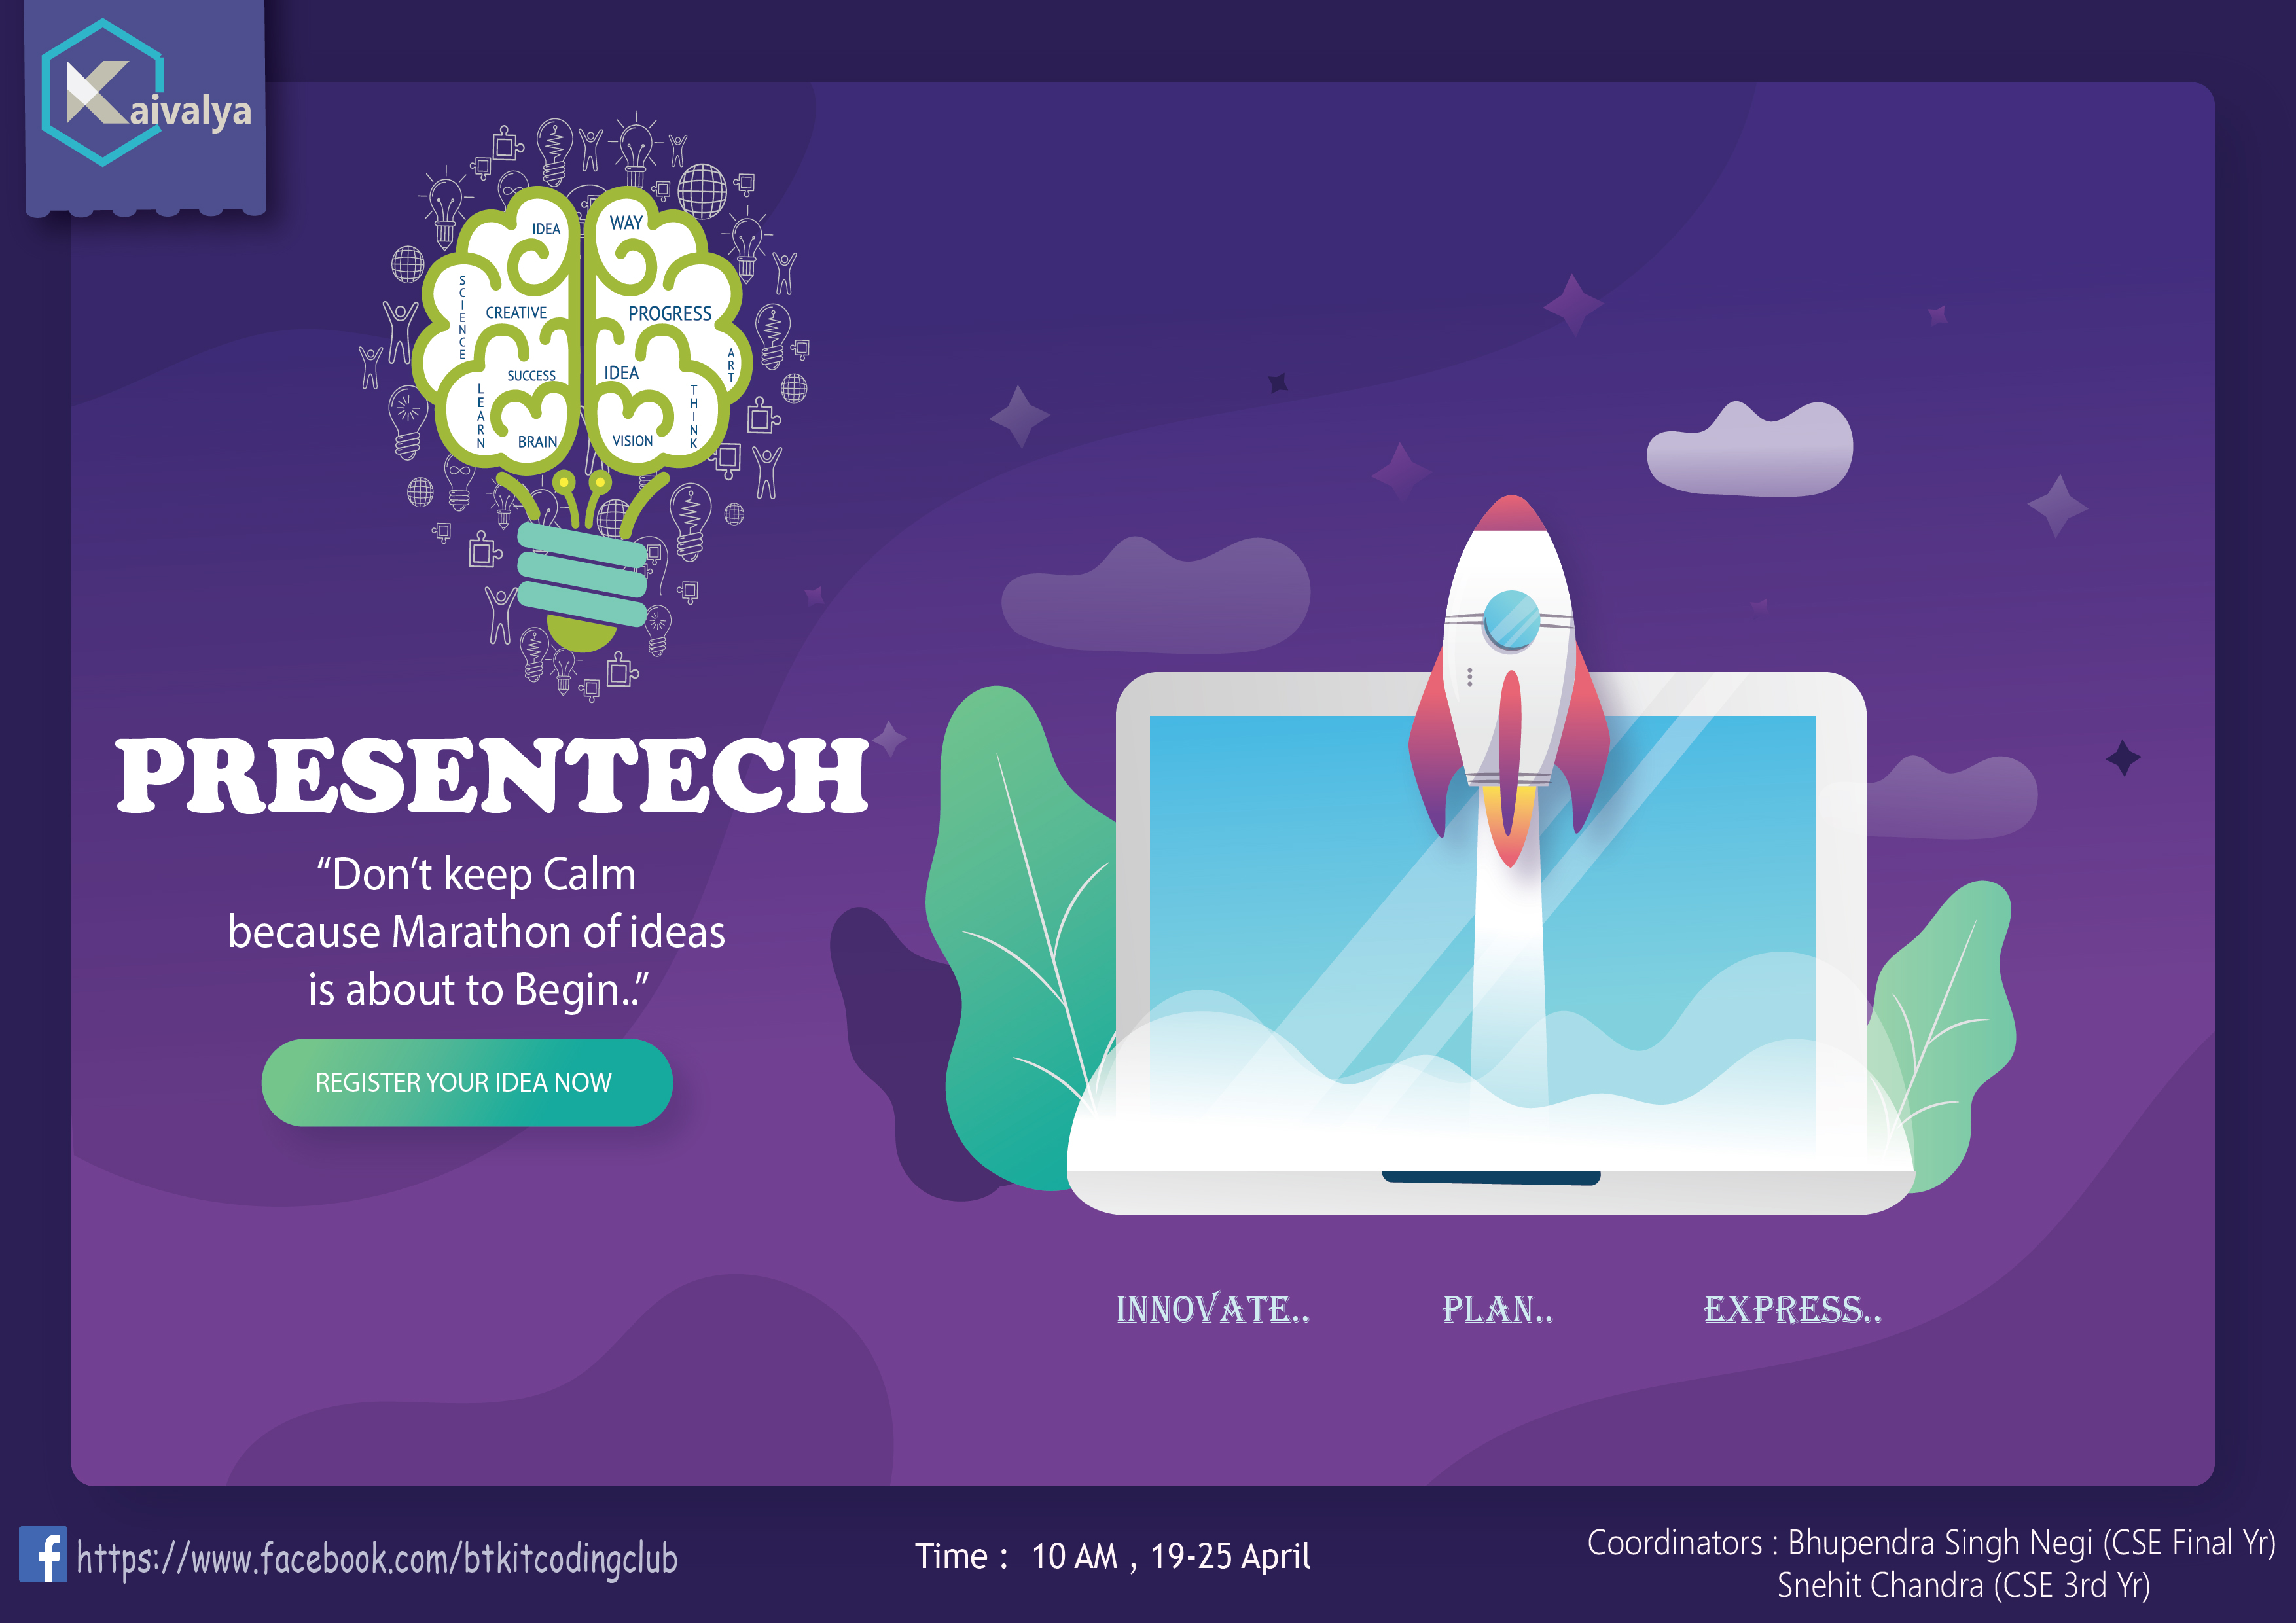 Kaivalya
IDEA
WAY
SCIENCE
CREATIVE
PROGRESS
ART
SUCCESS
IDEA
LEARN
THINK
BRAIN
VISION
PRESENTECH
“Don’t keep Calm
because Marathon of ideas
is about to Begin..”
REGISTER YOUR IDEA NOW
INNOVATE.. PLAN.. EXPRESS..
f https://www.facebook.com/btkitcodingclub
Time : 10 AM , 19-25 April
Coordinators : Bhupendra Singh Negi (CSE Final Yr)
Snehit Chandra (CSE 3rd Yr)